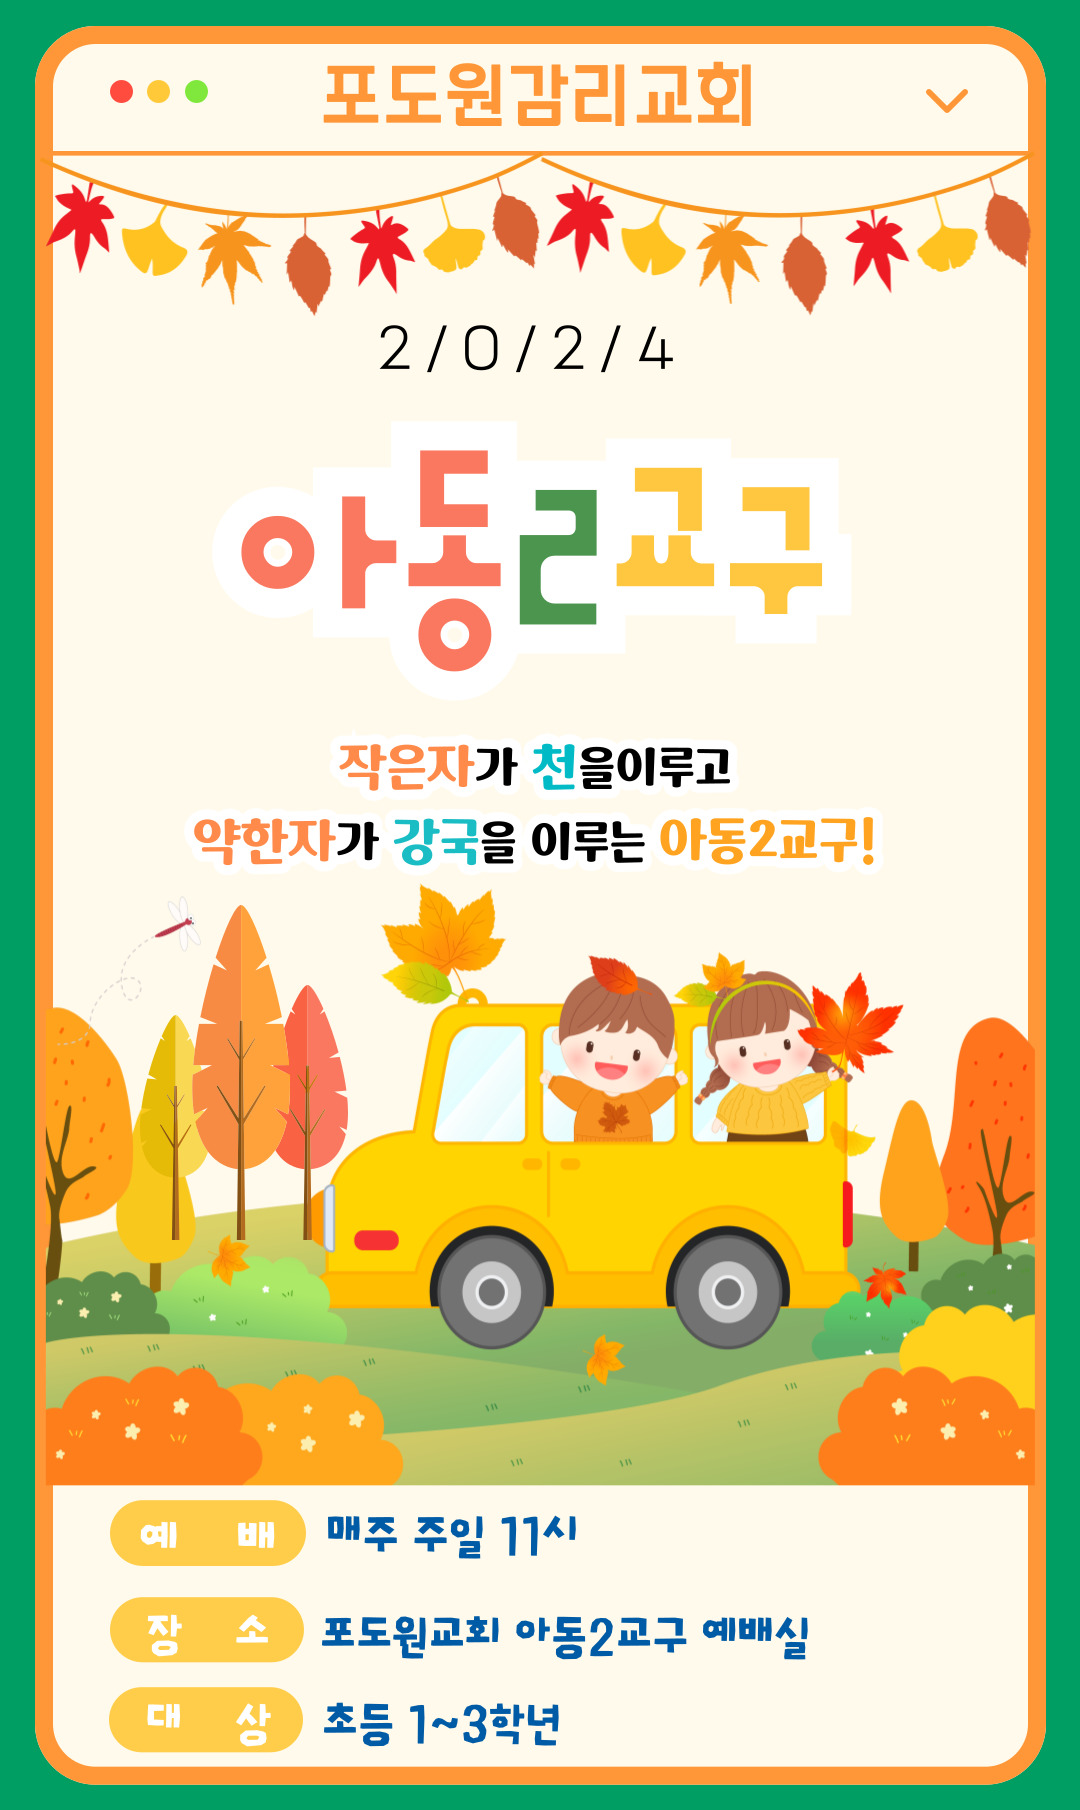 포도원감리교회
2/0/2/4
아동2교구
작은자가 천을이루고
약한자가 강국을 이루는 아동2교구!
예 배 매주 주일 11시
장 소 포도원교회 아동2교구 예배실
대 상 초등 1~3학년